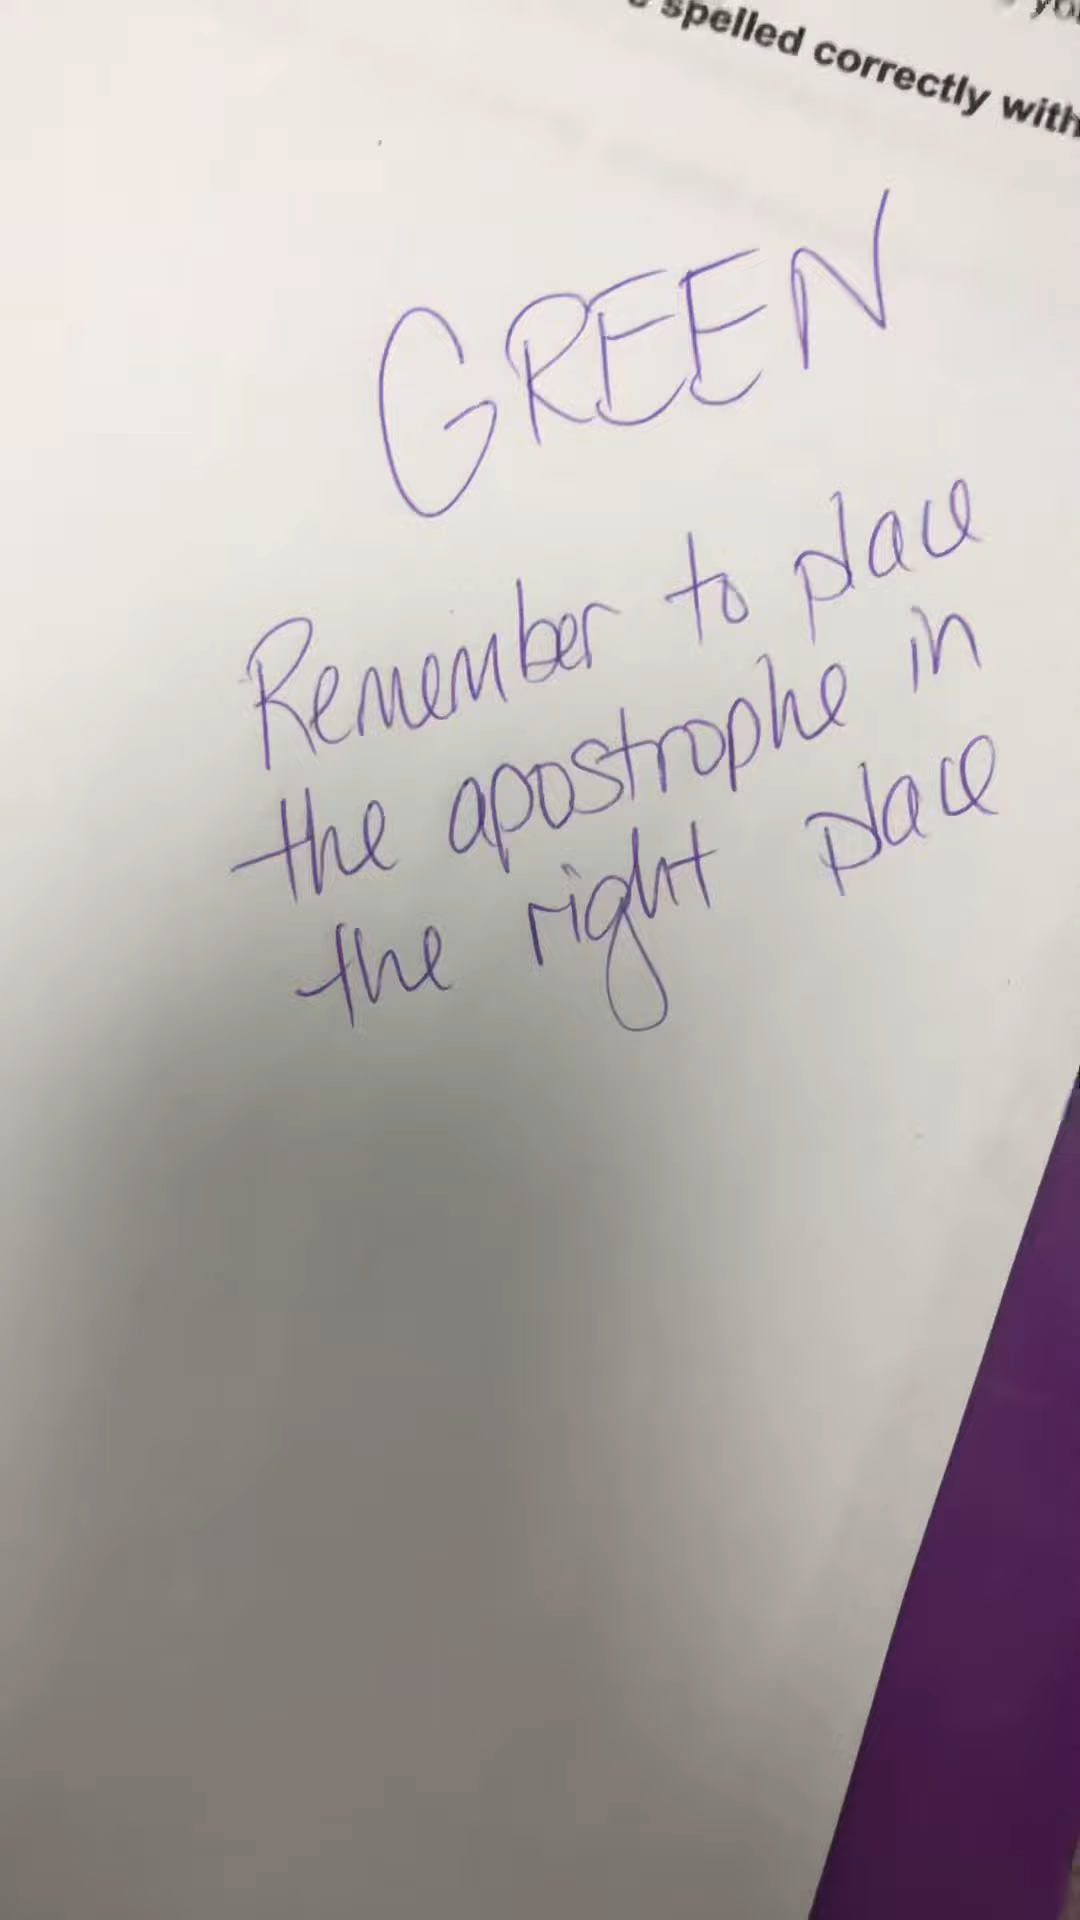 spelled correctly with
GREEN
Remember to place
the apostrophe in
the right place